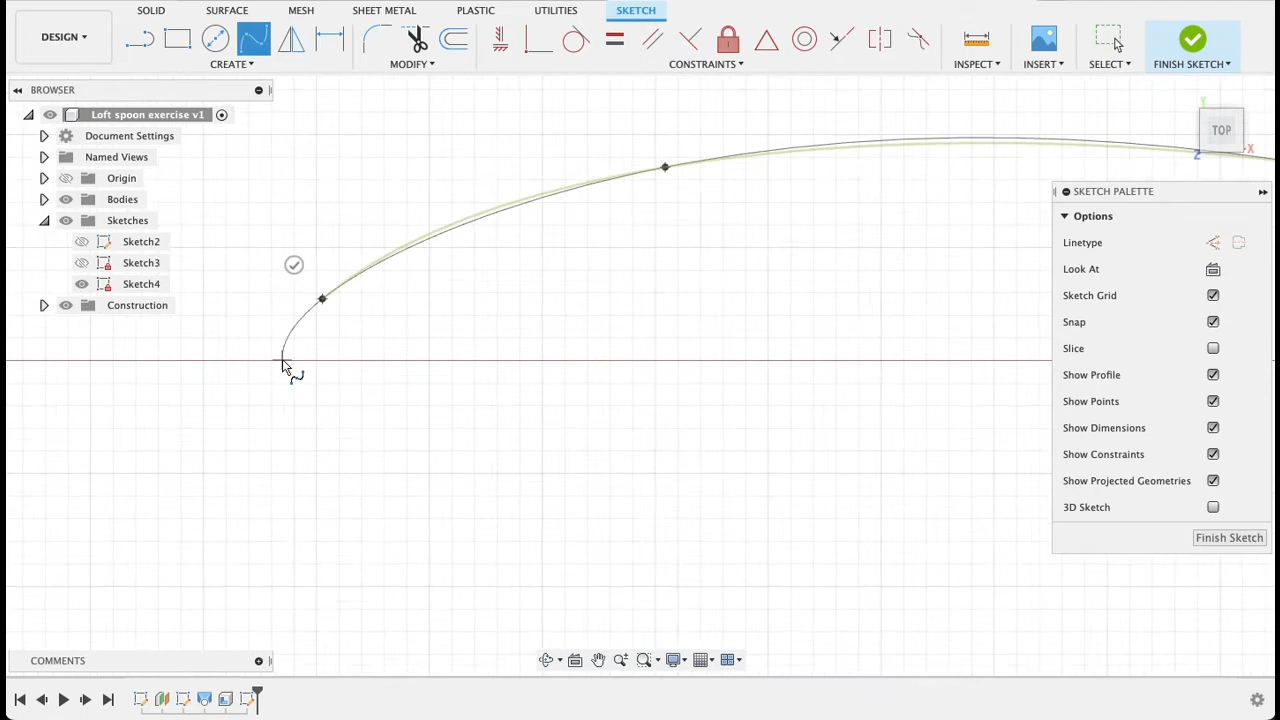 SOLID SURFACE MESH SHEET METAL PLASTIC UTILITIES SKETCH
DESIGN
CREATE MODIFY CONSTRAINTS INSPECT INSERT SELECT FINISH SKETCH
BROWSER
Loft spoon exercise v1
Document Settings
Named Views
Origin
Bodies
Sketches
Sketch2
Sketch3
Sketch4
Construction
Y
TOP
X
Z
SKETCH PALETTE
Options
Linetype
Look At
Sketch Grid
Snap
Slice
Show Profile
Show Points
Show Dimensions
Show Constraints
Show Projected Geometries
3D Sketch
Finish Sketch
COMMENTS